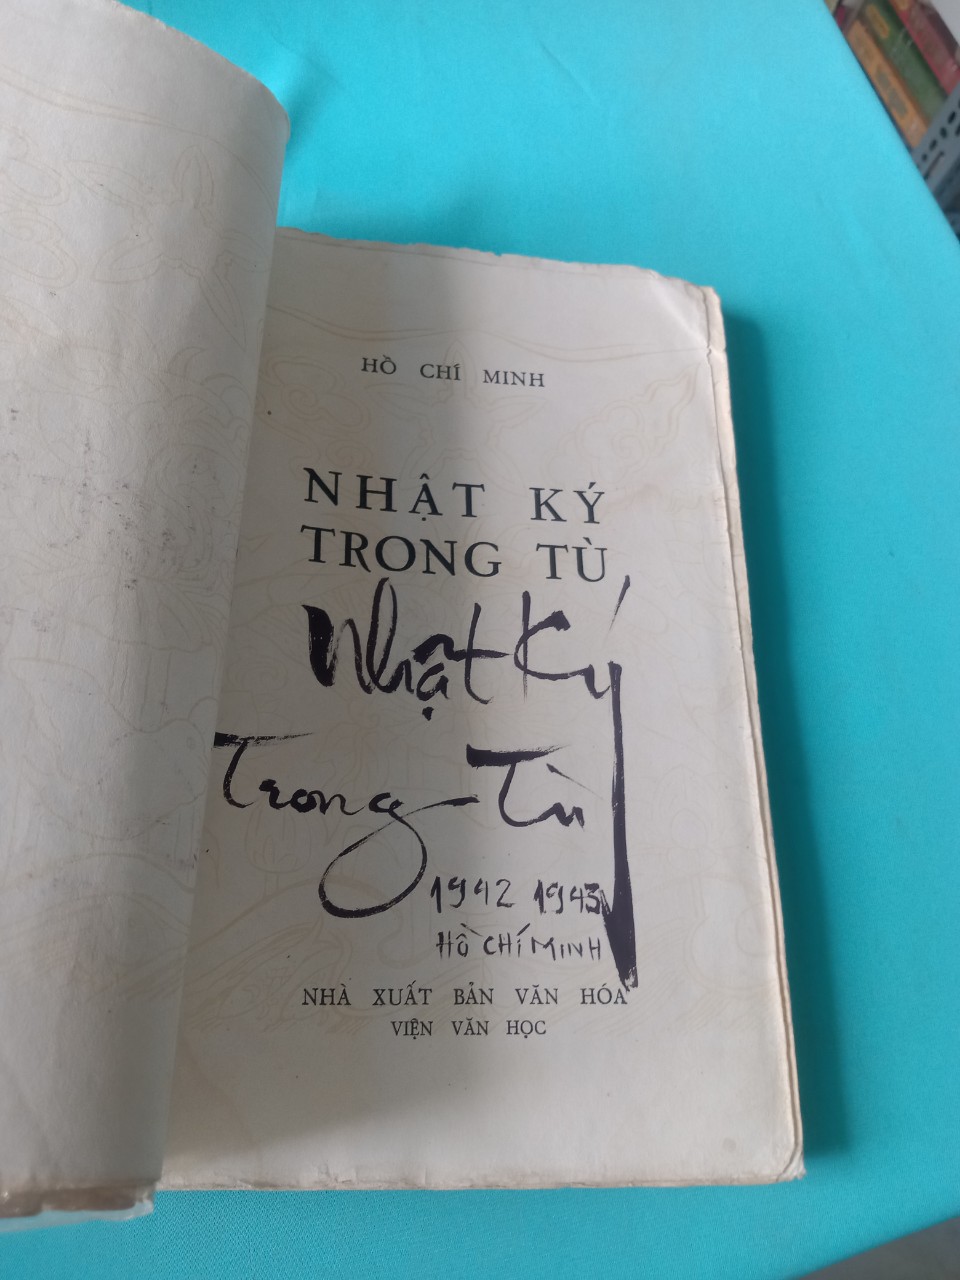 HỒ CHÍ MINH
NHẬT KÝ
TRONG TÙ
Nhật Ký
Trong Tù
1942 1943
HỒ CHÍ MINH
NHÀ XUẤT BẢN VĂN HÓA
VIỆN VĂN HỌC